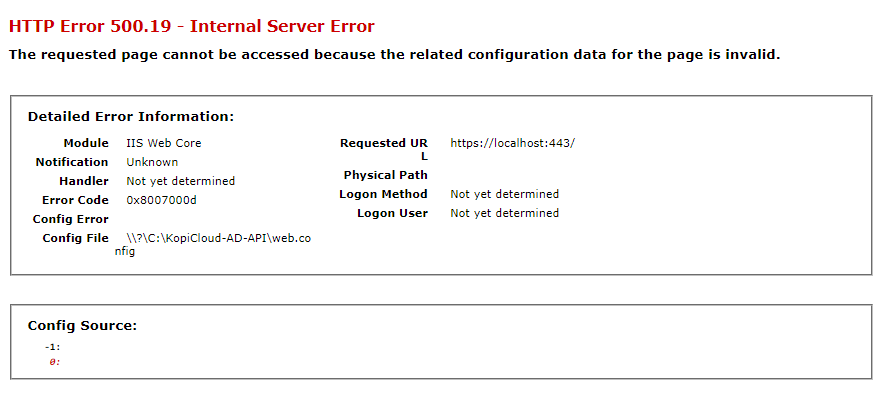 HTTP Error 500.19 - Internal Server Error
The requested page cannot be accessed because the related configuration data for the page is invalid.
Detailed Error Information:
Module IIS Web Core
Notification Unknown
Handler Not yet determined
Error Code 0x8007000d
Config Error
Config File \\?\C:\KopiCloud-AD-API\web.co
nfig
Requested UR
L https://localhost:443/
Physical Path
Logon Method Not yet determined
Logon User Not yet determined
Config Source:
-1:
0: